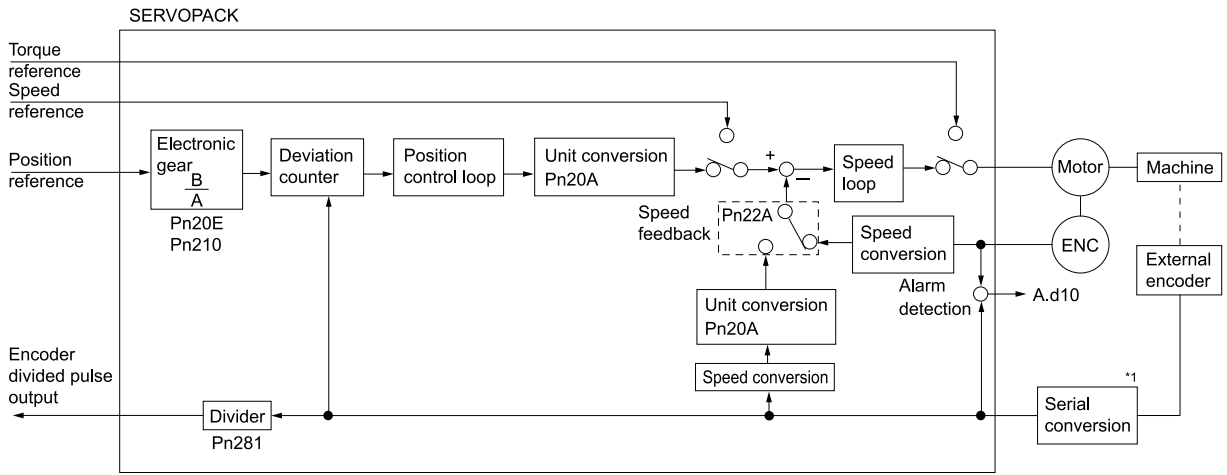 SERVOPACK
Torque
reference
Speed
reference
Position
reference
Electronic
gear
B
A
Pn20E
Pn210
Deviation
counter
Position
control loop
Unit conversion
Pn20A
+
−
Speed
loop
Motor
Machine
Speed
feedback
Pn22A
Speed
conversion
ENC
External
encoder
Alarm
detection
A.d10
Unit conversion
Pn20A
Speed conversion
Encoder
divided pulse
output
Divider
Pn281
*1
Serial
conversion